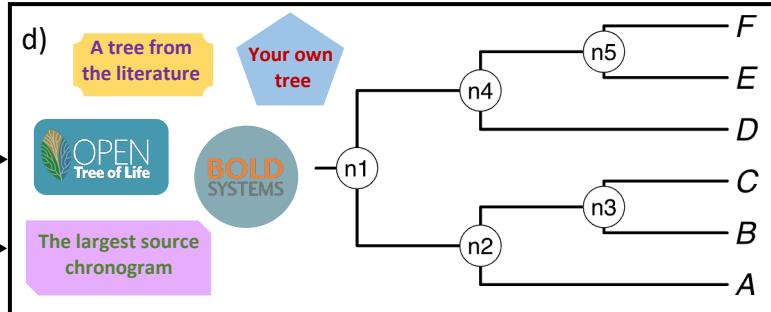 d)
A tree from
the literature
Your own
tree
OPEN
Tree of Life
BOLD
SYSTEMS
The largest source
chronogram
n1
n2
n3
n4
n5
F
E
D
C
B
A